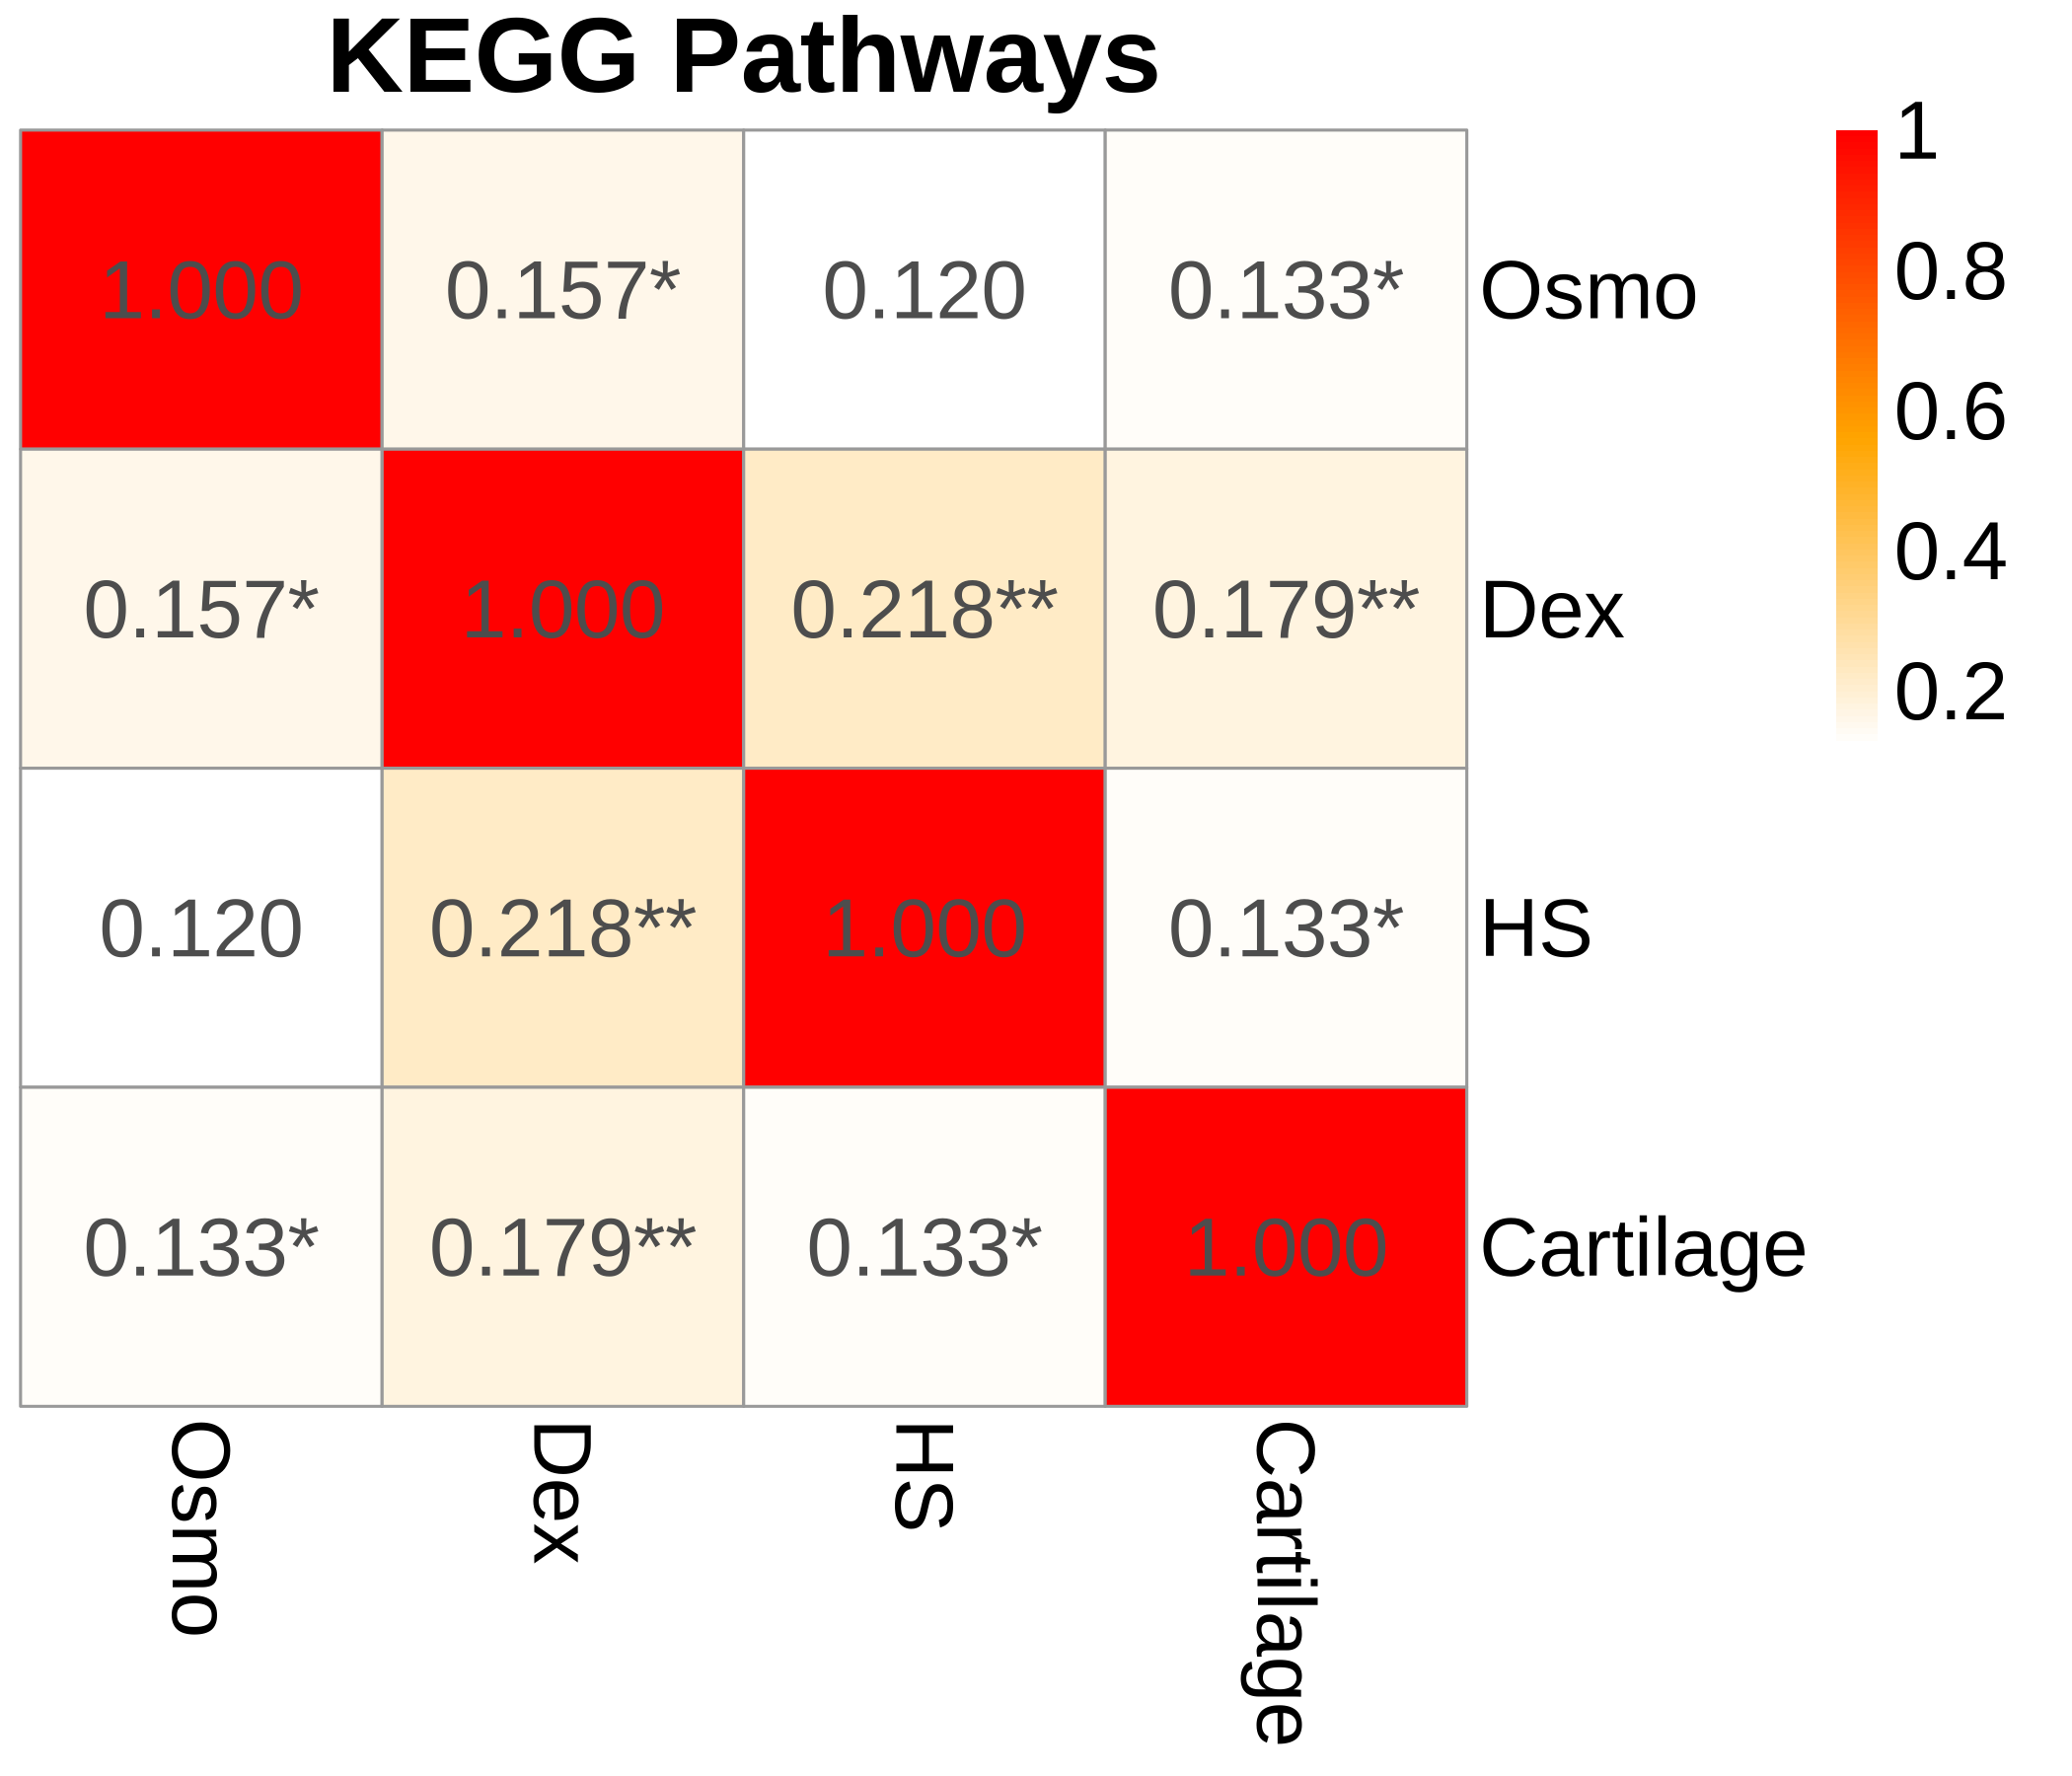 KEGG Pathways
1.000 0.157* 0.120 0.133* Osmo
0.157* 1.000 0.218** 0.179** Dex
0.120 0.218** 1.000 0.133* HS
0.133* 0.179** 0.133* 1.000 Cartilage
Osmo Dex HS Cartilage
1
0.8
0.6
0.4
0.2